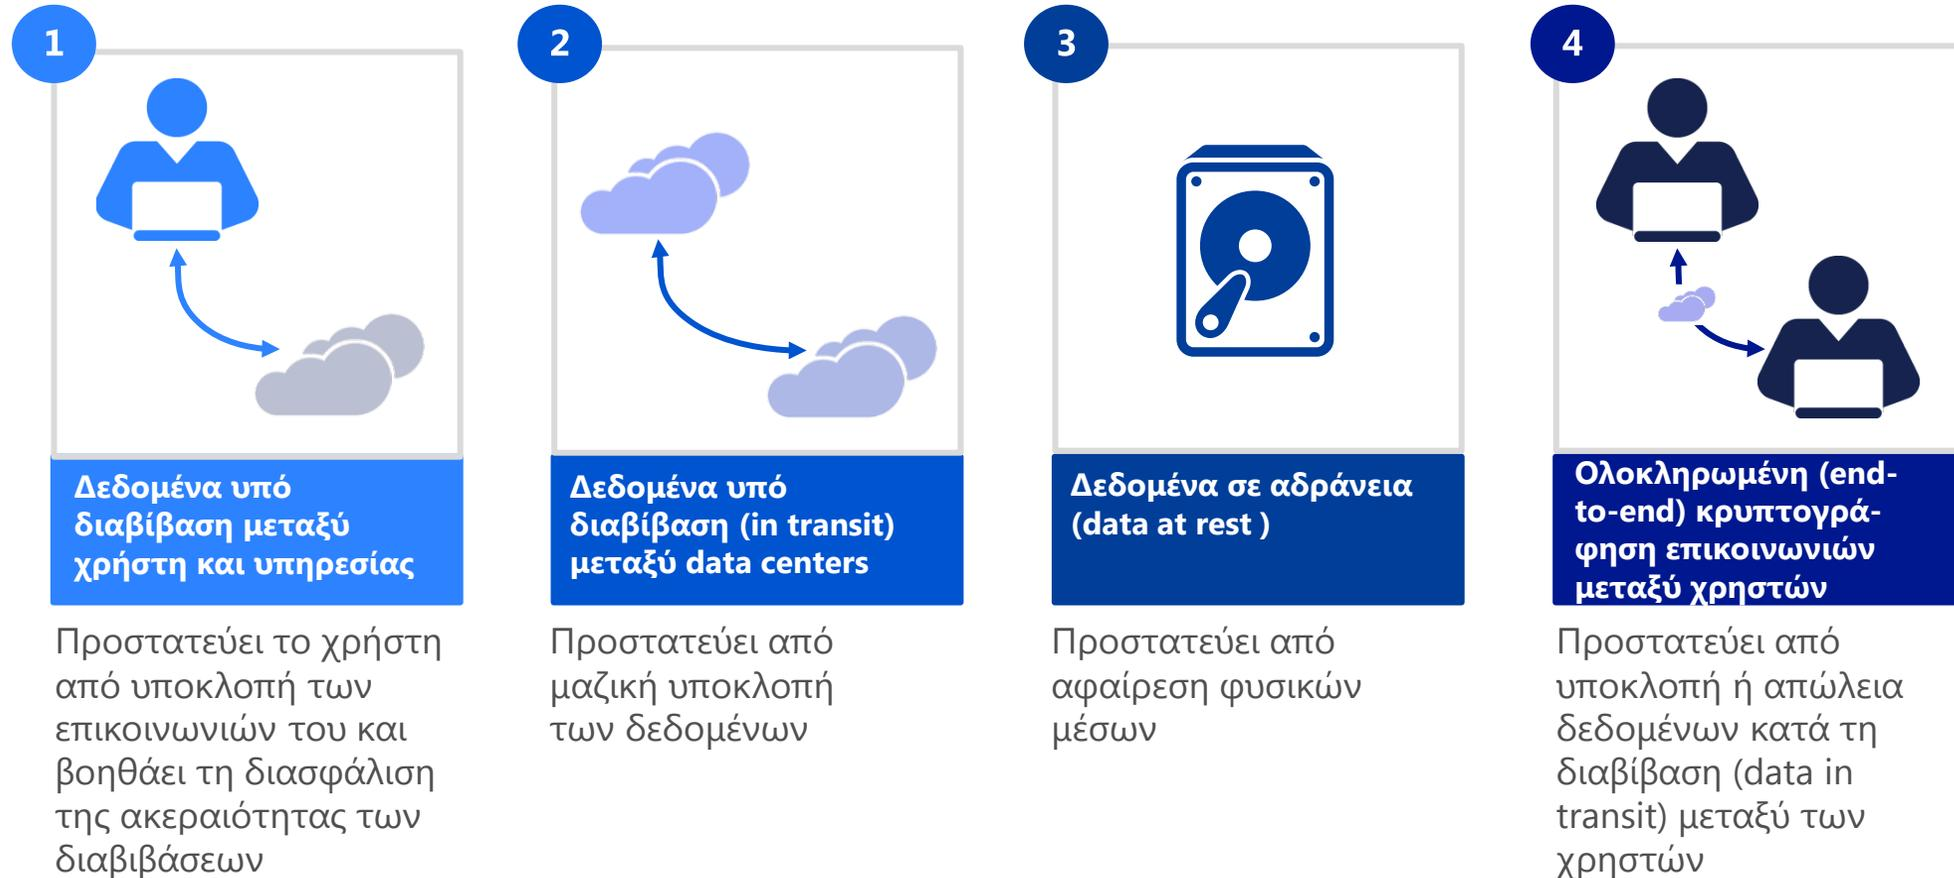 1
Δεδομένα υπό
διαβίβαση μεταξύ
χρήστη και υπηρεσίας
Προστατεύει το χρήστη
από υποκλοπή των
επικοινωνιών του και
βοηθάει τη διασφάλιση
της ακεραιότητας των
διαβιβάσεων
2
Δεδομένα υπό
διαβίβαση (in transit)
μεταξύ data centers
Προστατεύει από
μαζική υποκλοπή
των δεδομένων
3
Δεδομένα σε αδράνεια
(data at rest )
Προστατεύει από
αφαίρεση φυσικών
μέσων
4
Ολοκληρωμένη (end-
to-end) κρυπτογρά-
φηση επικοινωνιών
μεταξύ χρηστών
Προστατεύει από
υποκλοπή ή απώλεια
δεδομένων κατά τη
διαβίβαση (data in
transit) μεταξύ των
χρηστών